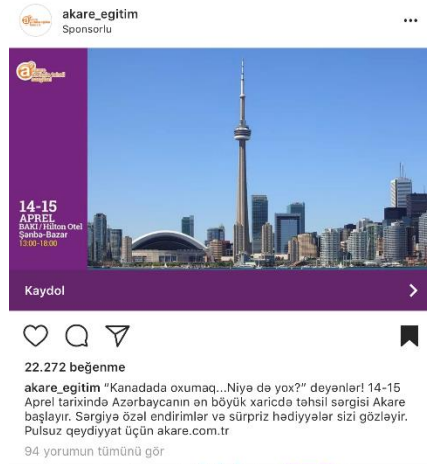 akare_egitim
Sponsorlu
14-15
APREL
BAKI/Hilton Otel
Şənbə-Bazar
13:00-18:00
Kaydol
22.272 beğenme
akare_egitim "Kanadada oxumaq...Niyə də yox?" deyənlər! 14-15
Aprel tarixində Azərbaycanın ən böyük xaricdə təhsil sərgisi Akare
başlayır. Sərgiyə özəl endirimlər və sürpriz hədiyyələr sizi gözləyir.
Pulsuz qeydiyyat üçün akare.com.tr
94 yorumun tümünü gör